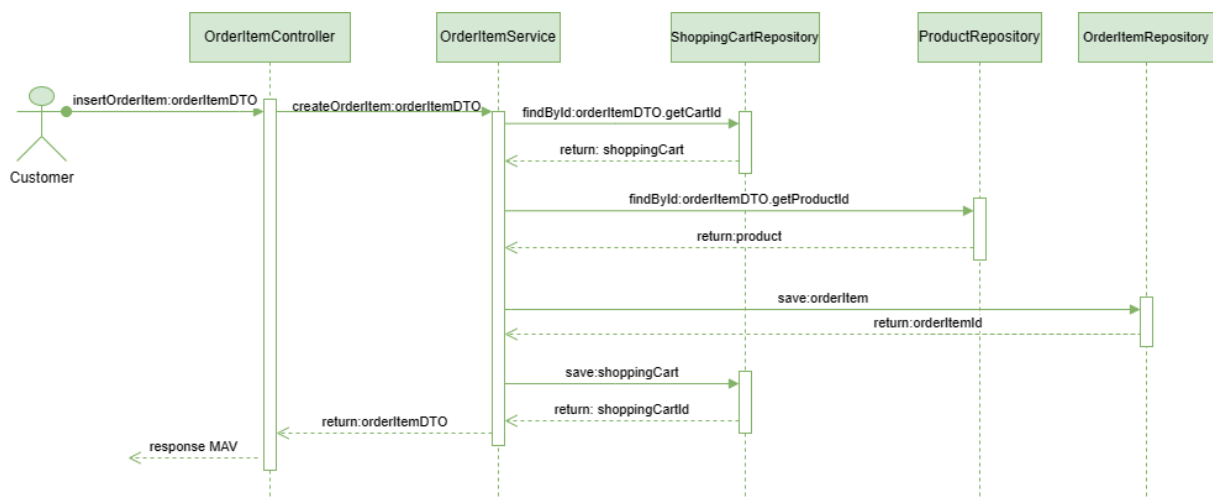 OrderItemController
OrderItemService
ShoppingCartRepository
ProductRepository
OrderItemRepository
insertOrderItem:orderItemDTO
createOrderItem:orderItemDTO
findById:orderItemDTO.getCartId
return: shoppingCart
Customer
findById:orderItemDTO.getProductId
return:product
save:orderItem
return:orderItemId
save:shoppingCart
return: shoppingCartId
return:orderItemDTO
response MAV